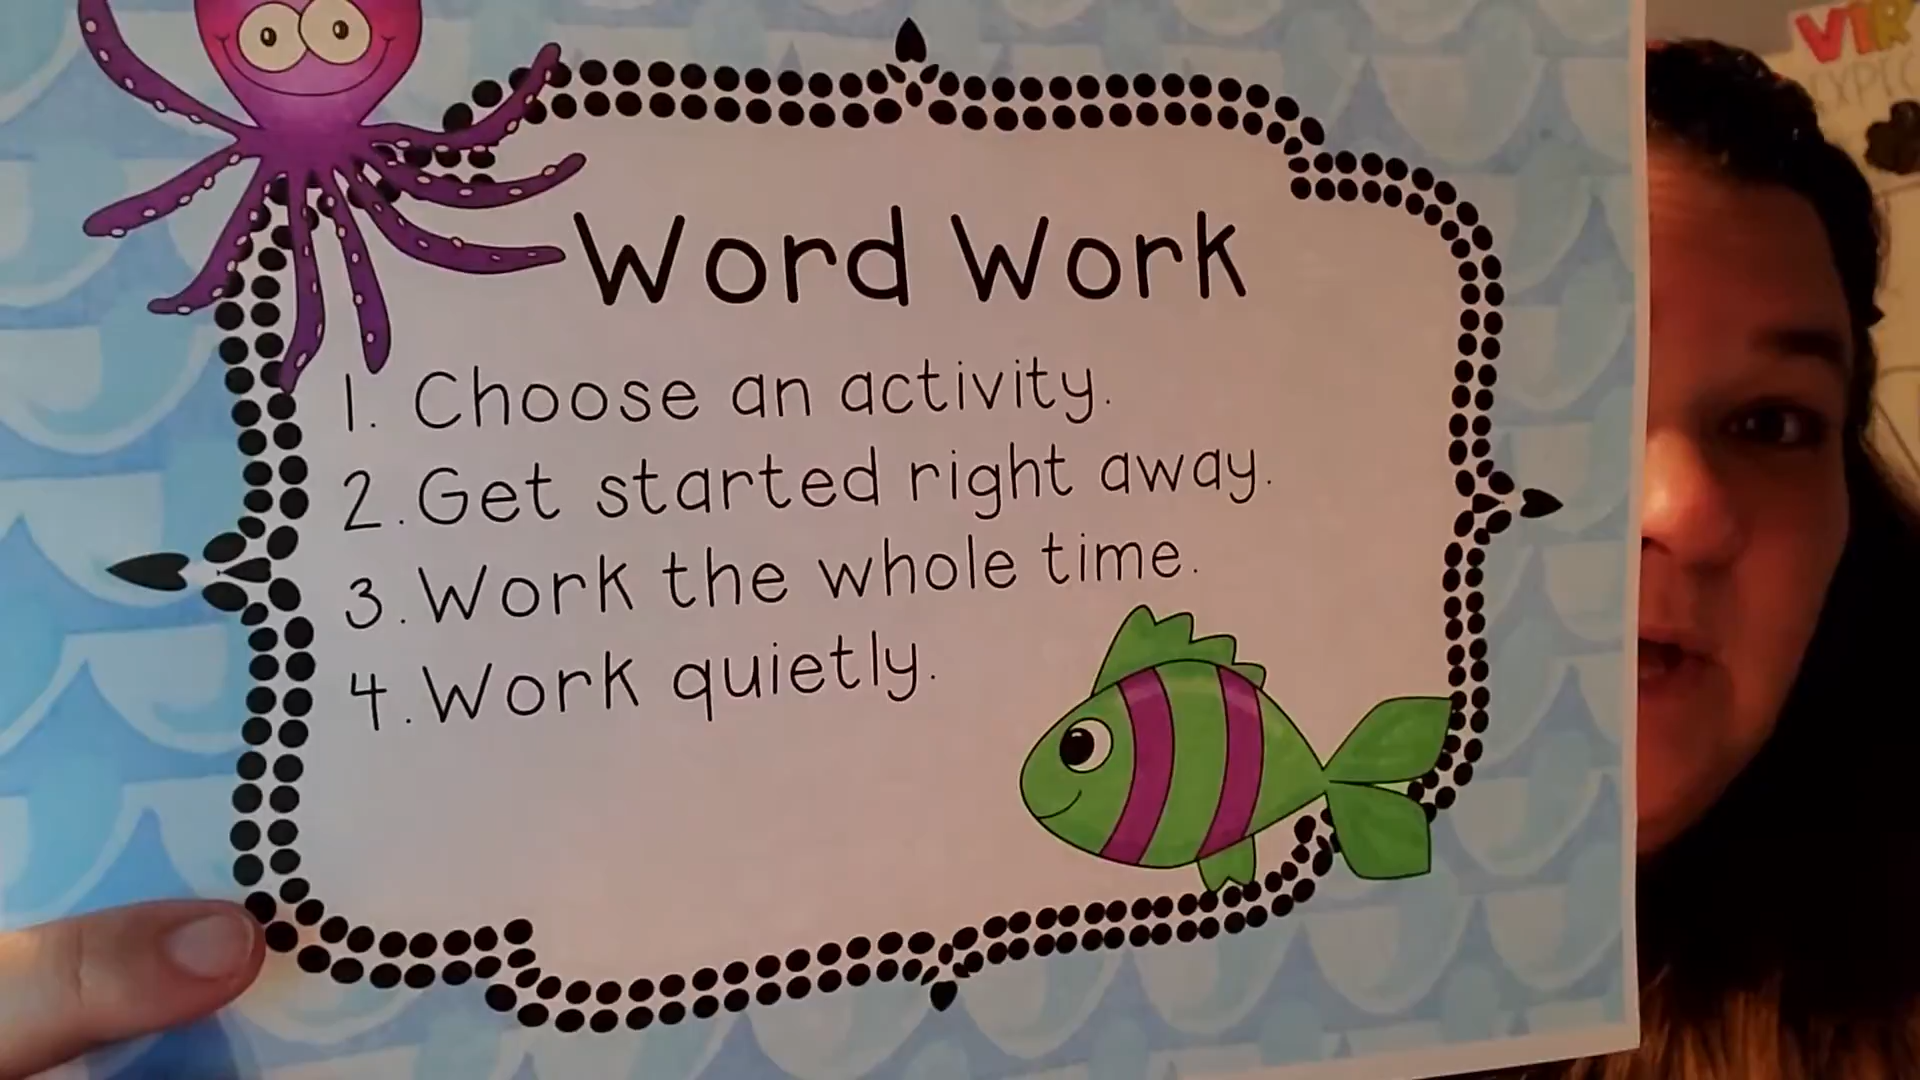 VIR
Word Work
1. Choose an activity.
2. Get started right away.
3. Work the whole time.
4. Work quietly.